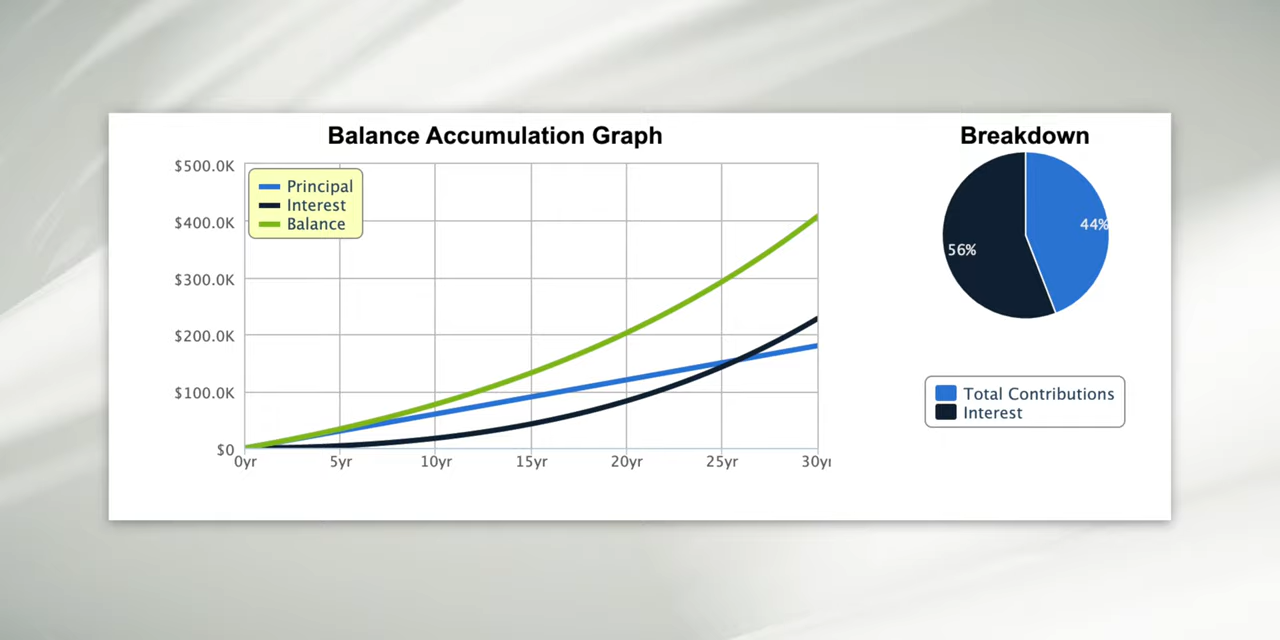 Balance Accumulation Graph
$500.0K
$400.0K
$300.0K
$200.0K
$100.0K
$0
Principal
Interest
Balance
0yr 5yr 10yr 15yr 20yr 25yr 30yr
Breakdown
44%
56%
Total Contributions
Interest